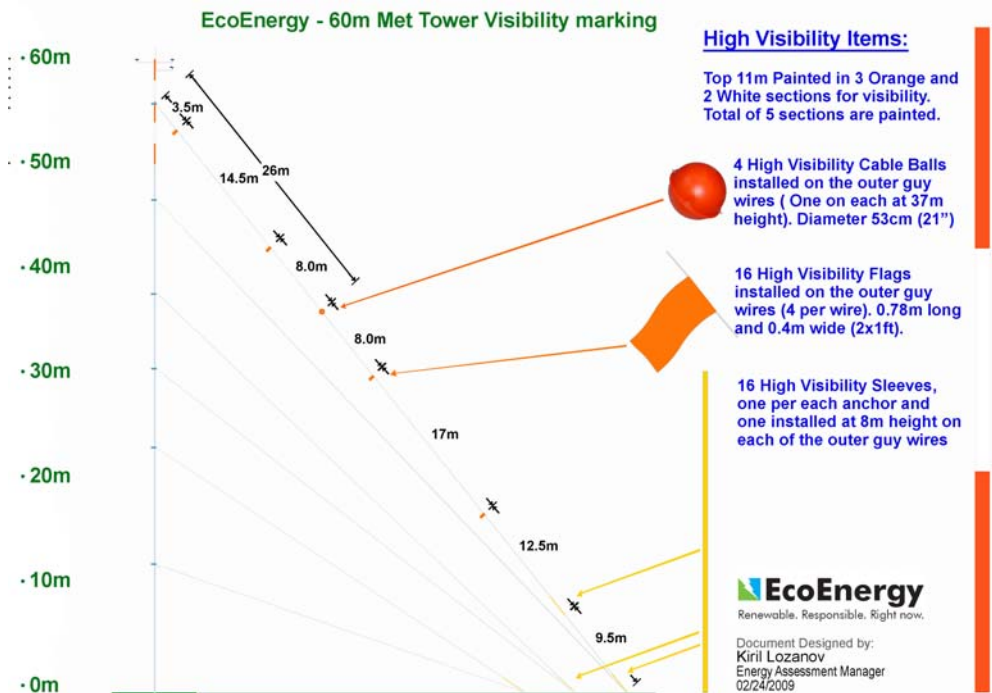 EcoEnergy - 60m Met Tower Visibility marking
High Visibility Items:
Top 11m Painted in 3 Orange and
2 White sections for visibility.
Total of 5 sections are painted.
4 High Visibility Cable Balls
installed on the outer guy
wires ( One on each at 37m
height). Diameter 53cm (21”)
16 High Visibility Flags
installed on the outer guy
wires (4 per wire). 0.78m long
and 0.4m wide (2x1ft).
16 High Visibility Sleeves,
one per each anchor and
one installed at 8m height on
each of the outer guy wires
· 60m
· 50m
· 40m
· 30m
· 20m
· 10m
· 0m
3.5m
14.5m
26m
8.0m
8.0m
17m
12.5m
9.5m
EcoEnergy
Renewable. Responsible. Right now.
Document Designed by:
Kiril Lozanov
Energy Assessment Manager
02/24/2009